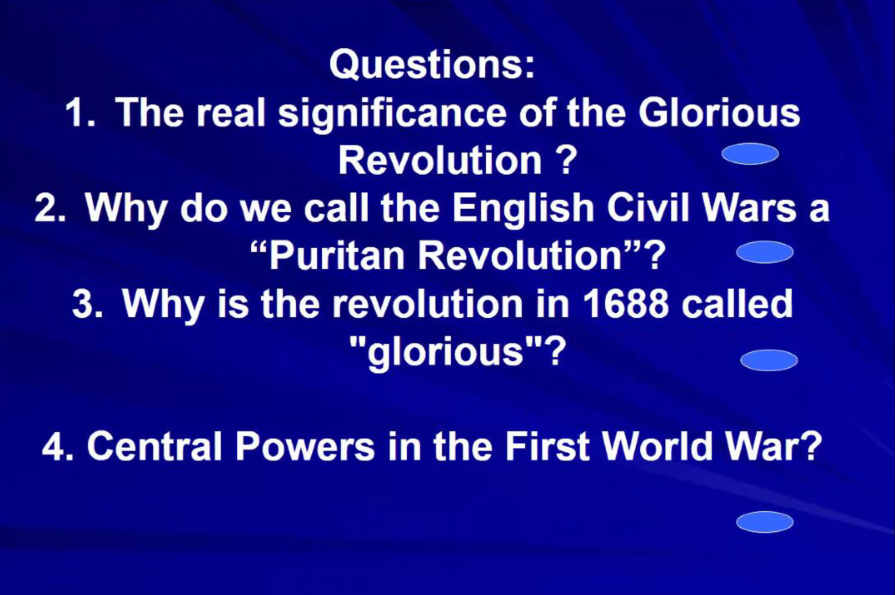 Questions:
1. The real significance of the Glorious
Revolution ?
2. Why do we call the English Civil Wars a
“Puritan Revolution”?
3. Why is the revolution in 1688 called
"glorious"?
4. Central Powers in the First World War?